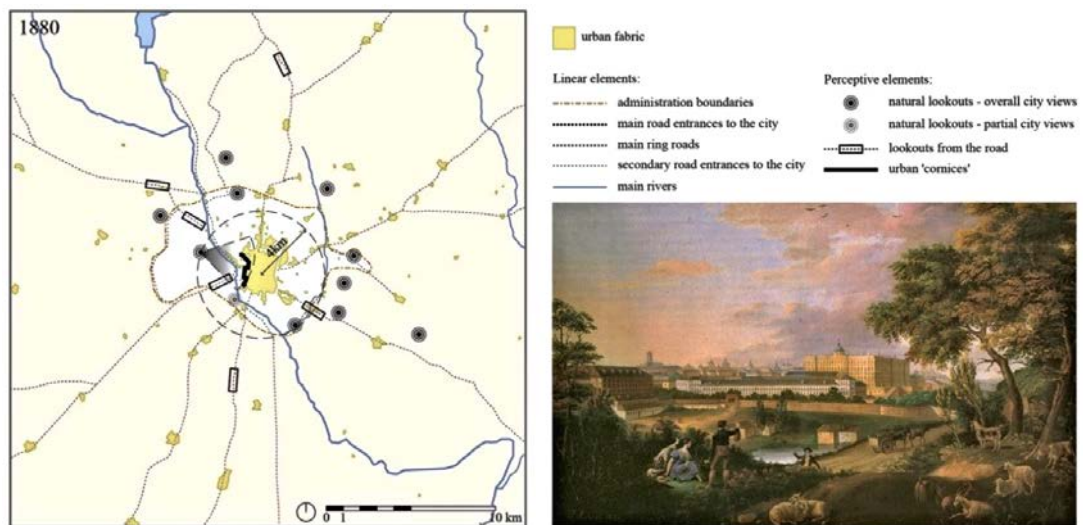 1880
4km
0 1 10 km
urban fabric
Linear elements:
administration boundaries
main road entrances to the city
main ring roads
secondary road entrances to the city
main rivers
Perceptive elements:
natural lookouts - overall city views
natural lookouts - partial city views
lookouts from the road
urban 'cornices'